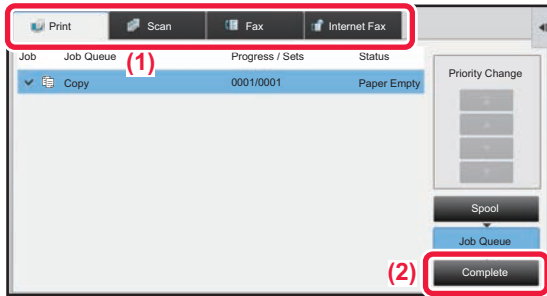 Print Scan Fax Internet Fax
Job Job Queue (1) Progress / Sets Status
Copy 0001/0001 Paper Empty
Priority Change
Spool
Job Queue
(2) Complete